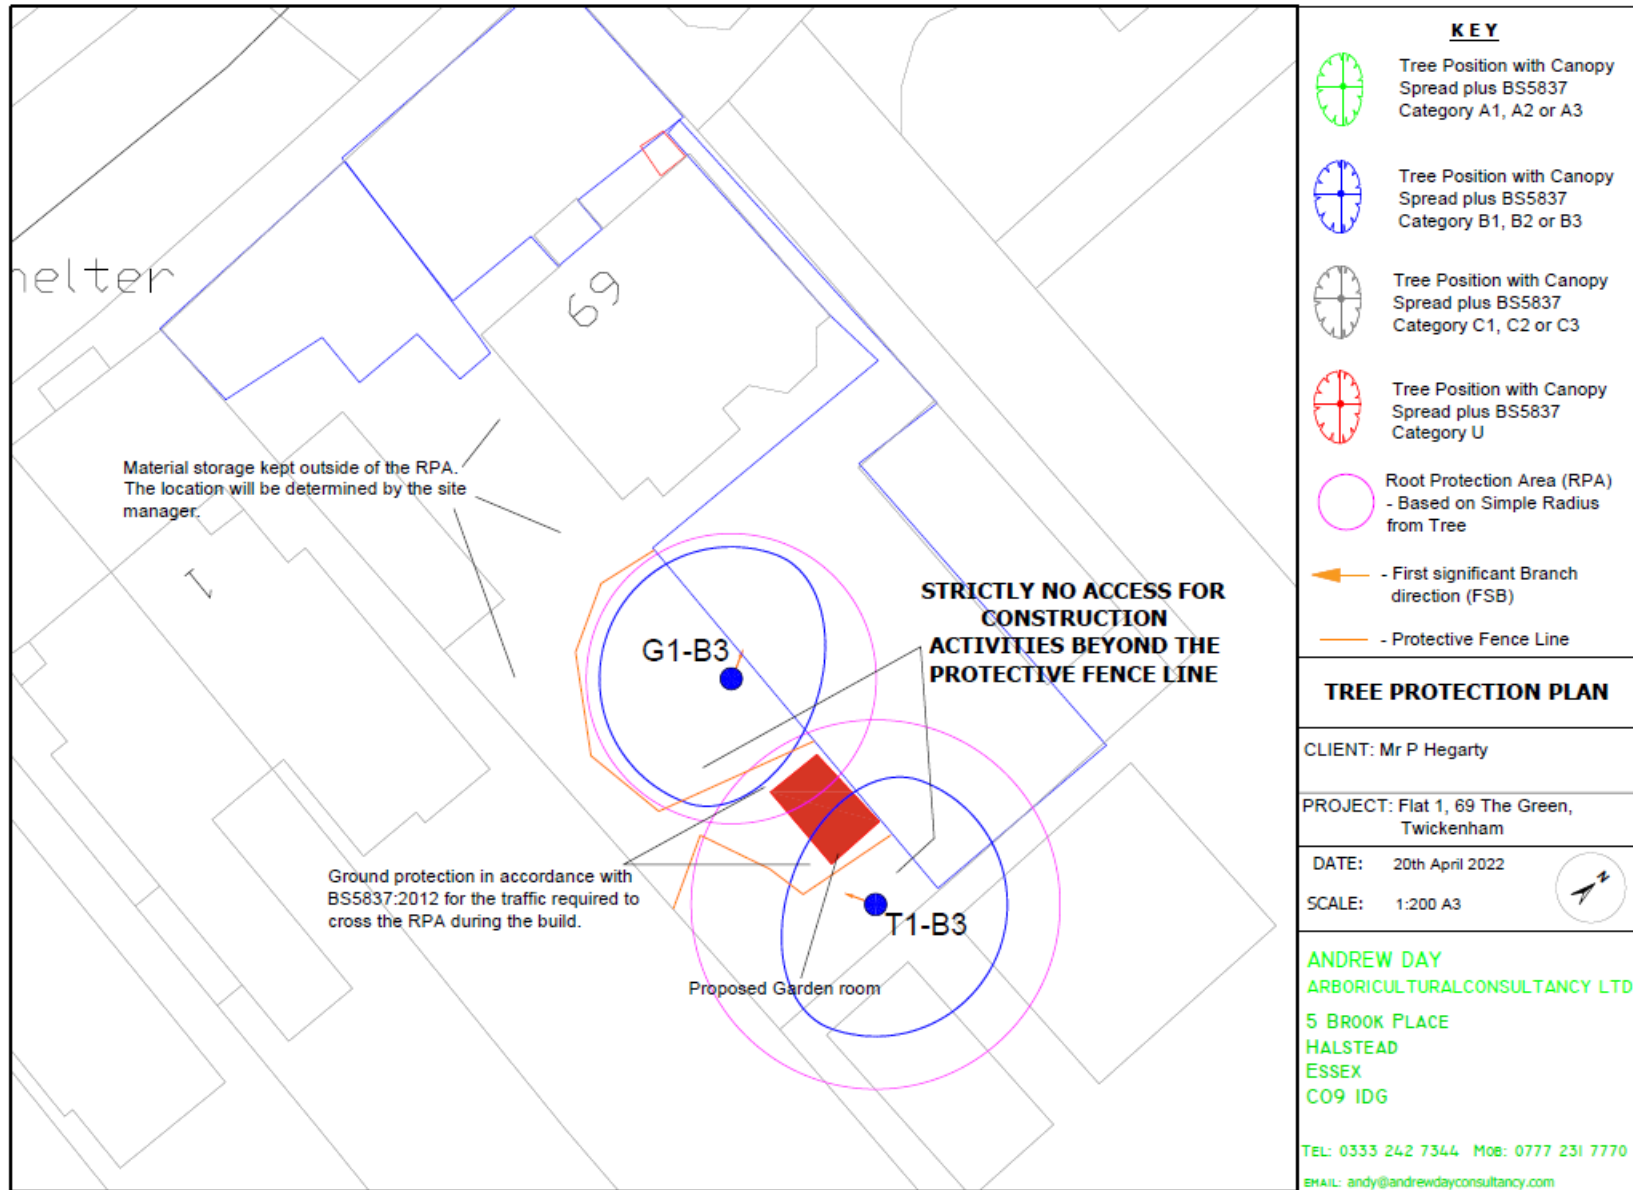 helter
69
1
Material storage kept outside of the RPA.
The location will be determined by the site
manager.
STRICTLY NO ACCESS FOR
CONSTRUCTION
ACTIVITIES BEYOND THE
PROTECTIVE FENCE LINE
G1-B3
Ground protection in accordance with
BS5837:2012 for the traffic required to
cross the RPA during the build.
T1-B3
Proposed Garden room
KEY
Tree Position with Canopy
Spread plus BS5837
Category A1, A2 or A3
Tree Position with Canopy
Spread plus BS5837
Category B1, B2 or B3
Tree Position with Canopy
Spread plus BS5837
Category C1, C2 or C3
Tree Position with Canopy
Spread plus BS5837
Category U
Root Protection Area (RPA)
- Based on Simple Radius
from Tree
- First significant Branch
direction (FSB)
- Protective Fence Line
TREE PROTECTION PLAN
CLIENT: Mr P Hegarty
PROJECT: Flat 1, 69 The Green,
Twickenham
DATE: 20th April 2022
N
SCALE: 1:200 A3
ANDREW DAY
ARBORICULTURALCONSULTANCY LTD
5 BROOK PLACE
HALSTEAD
ESSEX
CO9 1DG
TEL: 0333 242 7344 MOB: 0777 231 7770
EMAIL: andy@andrewdayconsultancy.com